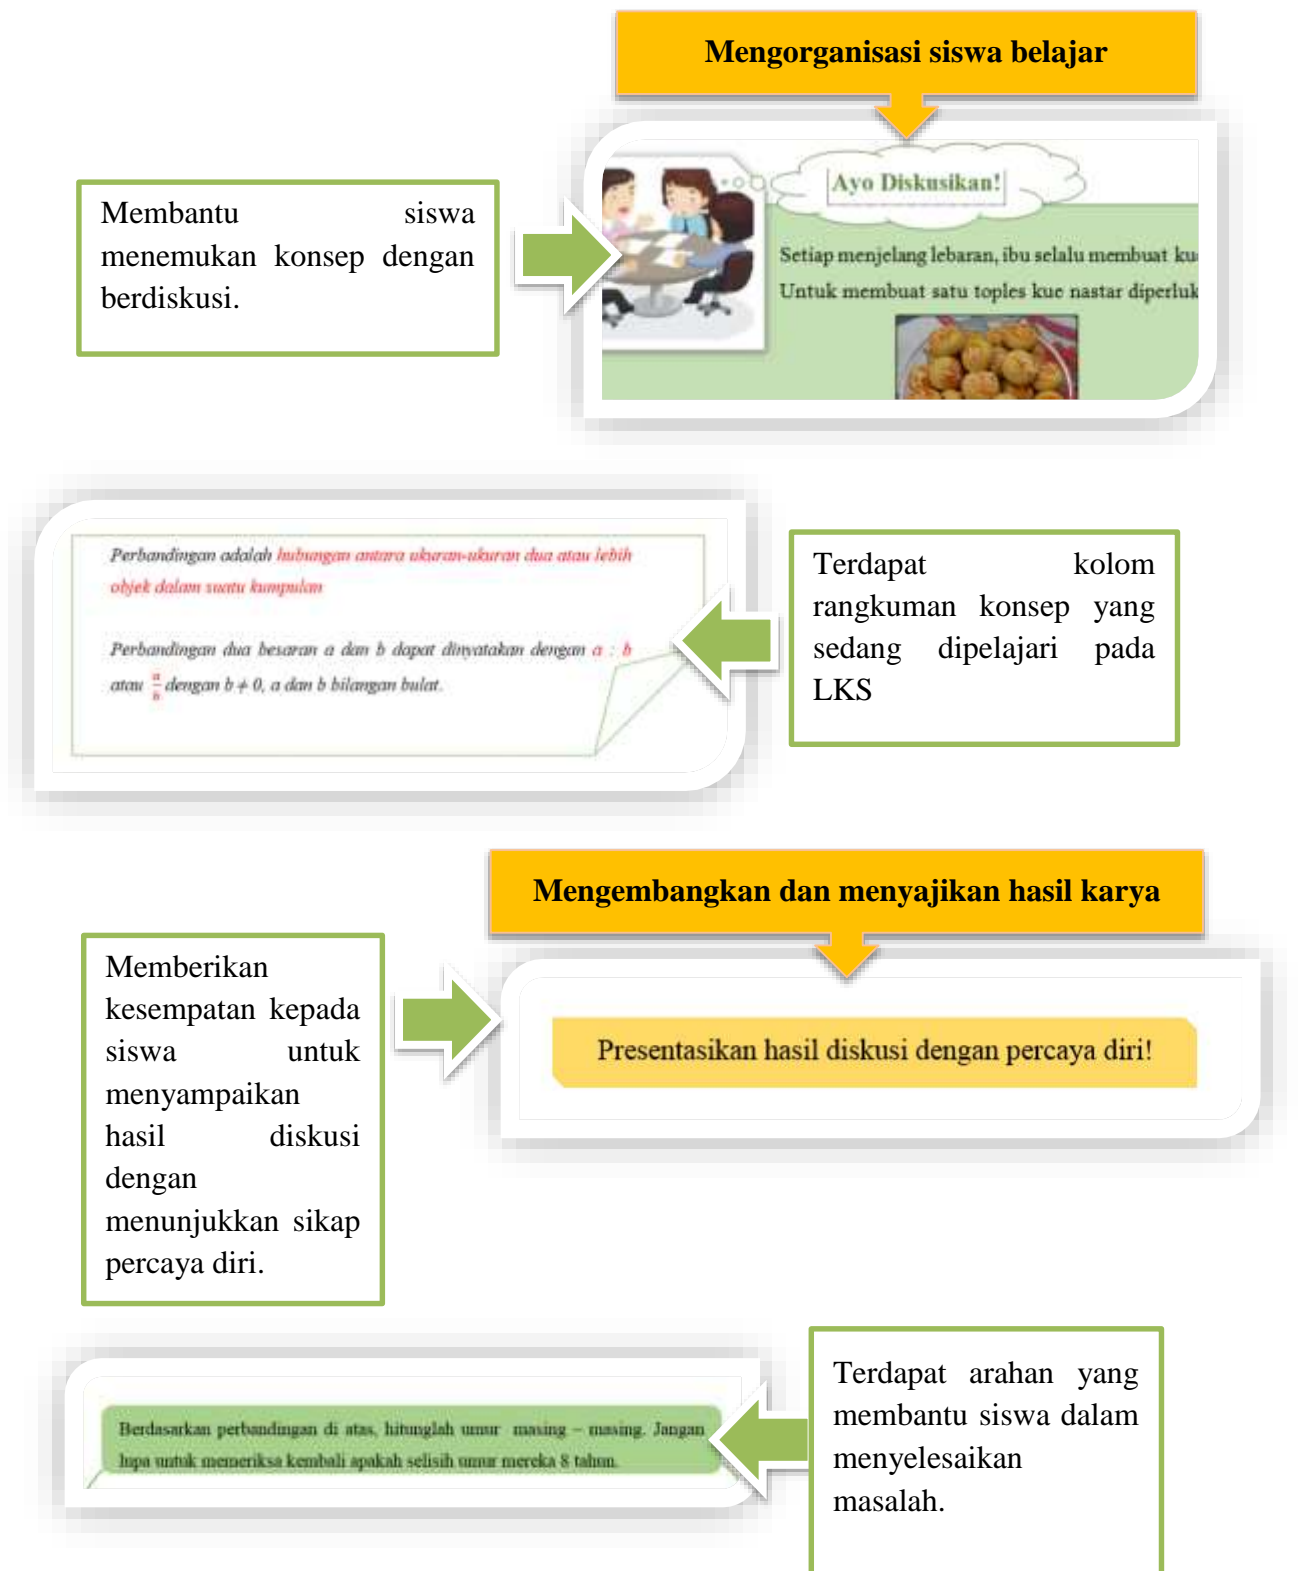 Mengorganisasi siswa belajar
Membantu siswa
menemukan konsep dengan
berdiskusi.
Ayo Diskusikan!
Setiap menjelang lebaran, ibu selalu membuat ku
Untuk membuat satu toples kue nastar diperluk
Perbandingan adalah hubungan antara ukuran-ukuran dua atau lebih
objek dalam suatu kumpulan
Perbandingan dua besaran a dan b dapat dinyatakan dengan a : b
atau a/b dengan b ≠ 0, a dan b bilangan bulat.
Terdapat kolom
rangkuman konsep yang
sedang dipelajari pada
LKS
Mengembangkan dan menyajikan hasil karya
Memberikan
kesempatan kepada
siswa untuk
menyampaikan
hasil diskusi
dengan
menunjukkan sikap
percaya diri.
Presentasikan hasil diskusi dengan percaya diri!
Berdasarkan perbandingan di atas, hitunglah umur masing – masing. Jangan
lupa untuk memeriksa kembali apakah selisih umur mereka 8 tahun.
Terdapat arahan yang
membantu siswa dalam
menyelesaikan
masalah.